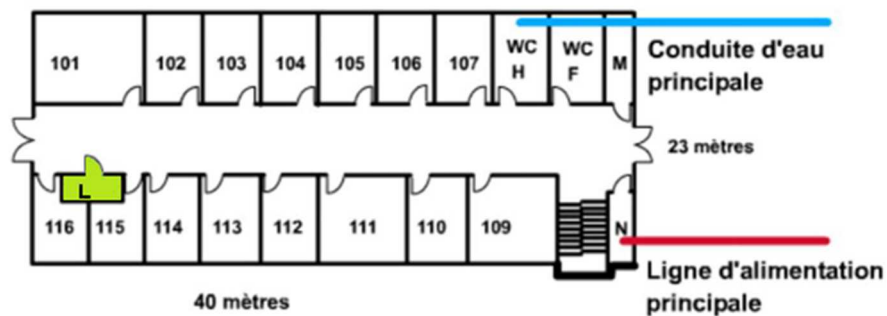 101
102
103
104
105
106
107
WC
H
WC
F
M
Conduite d'eau
principale
23 mètres
L
116
115
114
113
112
111
110
109
N
Ligne d'alimentation
principale
40 mètres